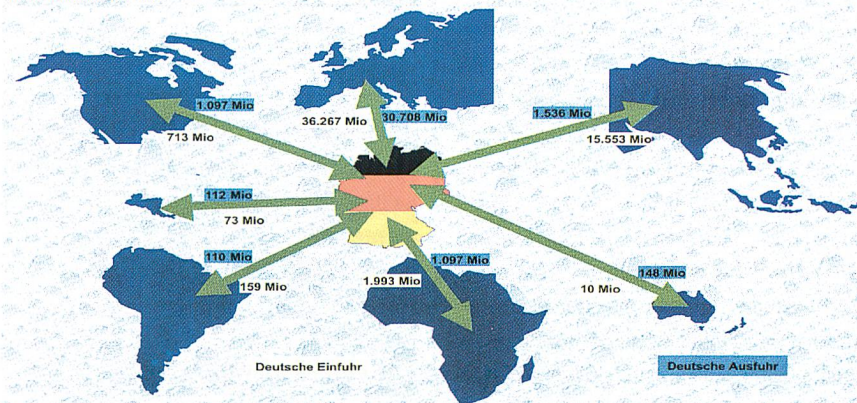 1.097 Mio
713 Mio
36.267 Mio
30.708 Mio
1.536 Mio
15.553 Mio
112 Mio
73 Mio
110 Mio
159 Mio
1.993 Mio
1.097 Mio
148 Mio
10 Mio
Deutsche Einfuhr
Deutsche Ausfuhr